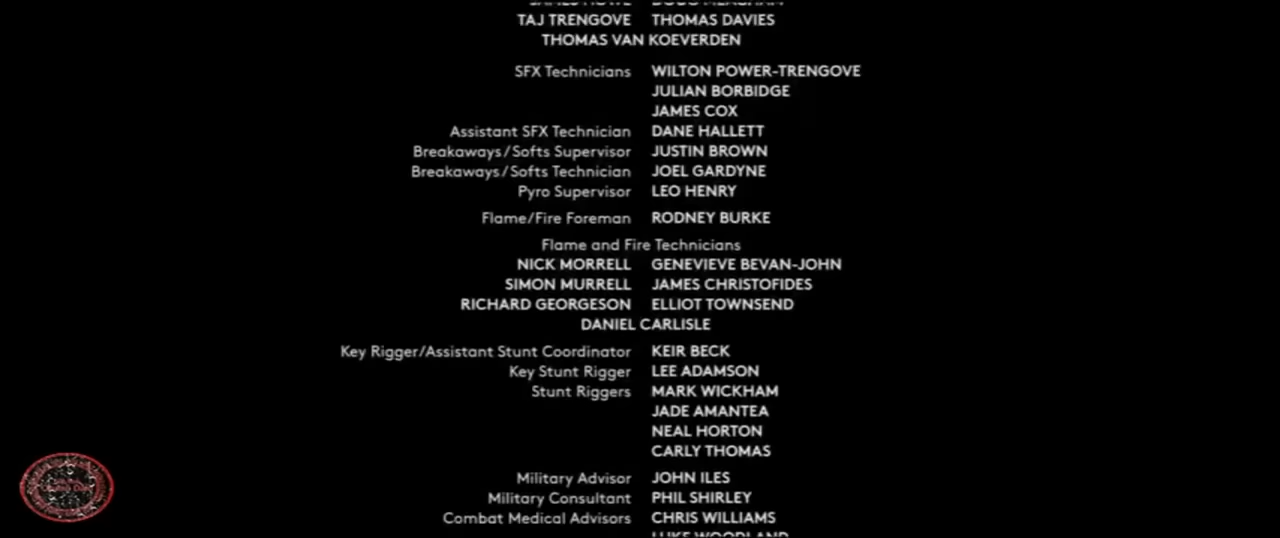 TAJ TRENGOVE THOMAS DAVIES
THOMAS VAN KOEVERDEN
SFX Technicians WILTON POWER-TRENGOVE
JULIAN BORBIDGE
JAMES COX
Assistant SFX Technician DANE HALLETT
Breakaways/Softs Supervisor JUSTIN BROWN
Breakaways/Softs Technician JOEL GARDYNE
Pyro Supervisor LEO HENRY
Flame/Fire Foreman RODNEY BURKE
Flame and Fire Technicians
NICK MORRELL GENEVIEVE BEVAN-JOHN
SIMON MURRELL JAMES CHRISTOFIDES
RICHARD GEORGESON ELLIOT TOWNSEND
DANIEL CARLISLE
Key Rigger/Assistant Stunt Coordinator KEIR BECK
Key Stunt Rigger LEE ADAMSON
Stunt Riggers MARK WICKHAM
JADE AMANTEA
NEAL HORTON
CARLY THOMAS
Military Advisor JOHN ILES
Military Consultant PHIL SHIRLEY
Combat Medical Advisors CHRIS WILLIAMS